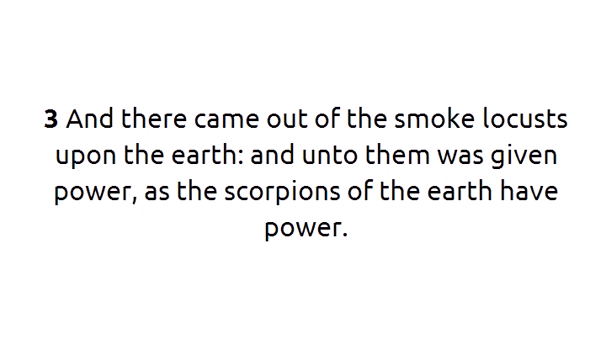 3 And there came out of the smoke locusts
upon the earth: and unto them was given
power, as the scorpions of the earth have
power.